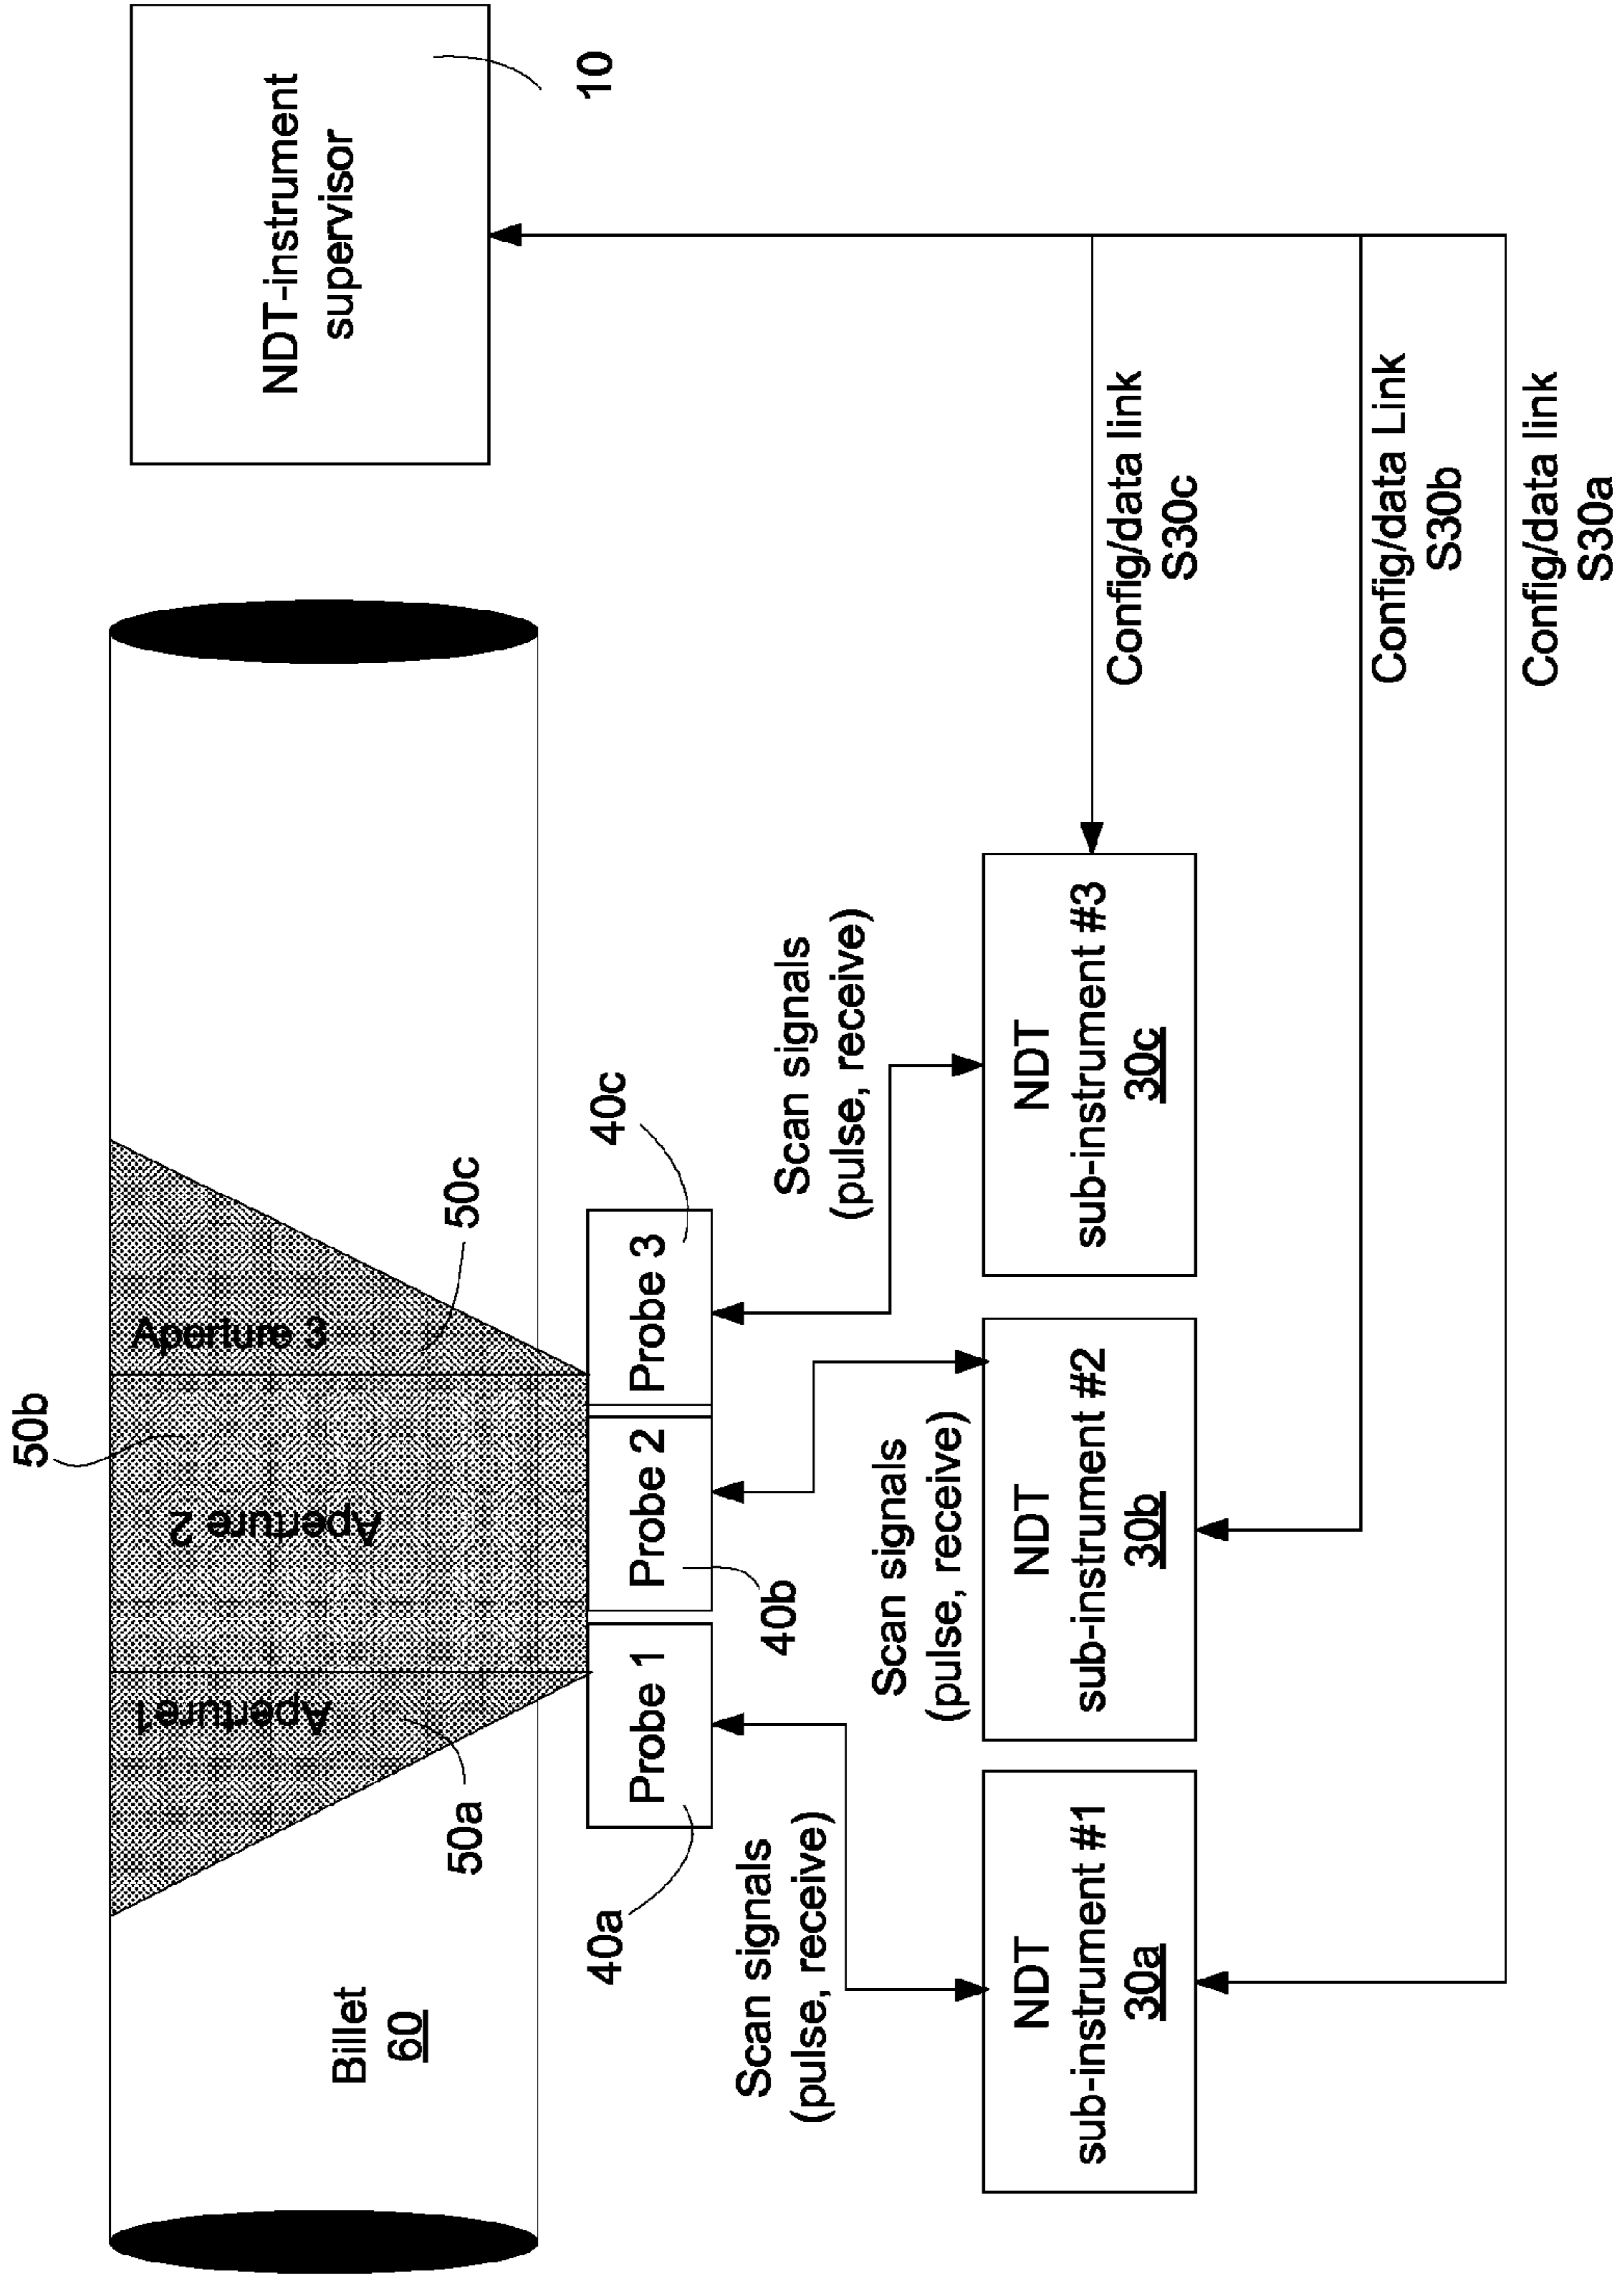 50b
Aperture1
Aperture 2
Aperture 3
Billet
60
50a
50c
NDT-instrument
supervisor
10
40a
Probe 1
Probe 2
Probe 3
40b
40c
Scan signals
(pulse, receive)
Scan signals
(pulse, receive)
Scan signals
(pulse, receive)
NDT
sub-instrument #1
30a
NDT
sub-instrument #2
30b
NDT
sub-instrument #3
30c
Config/data link
S30c
Config/data Link
S30b
Config/data link
S30a